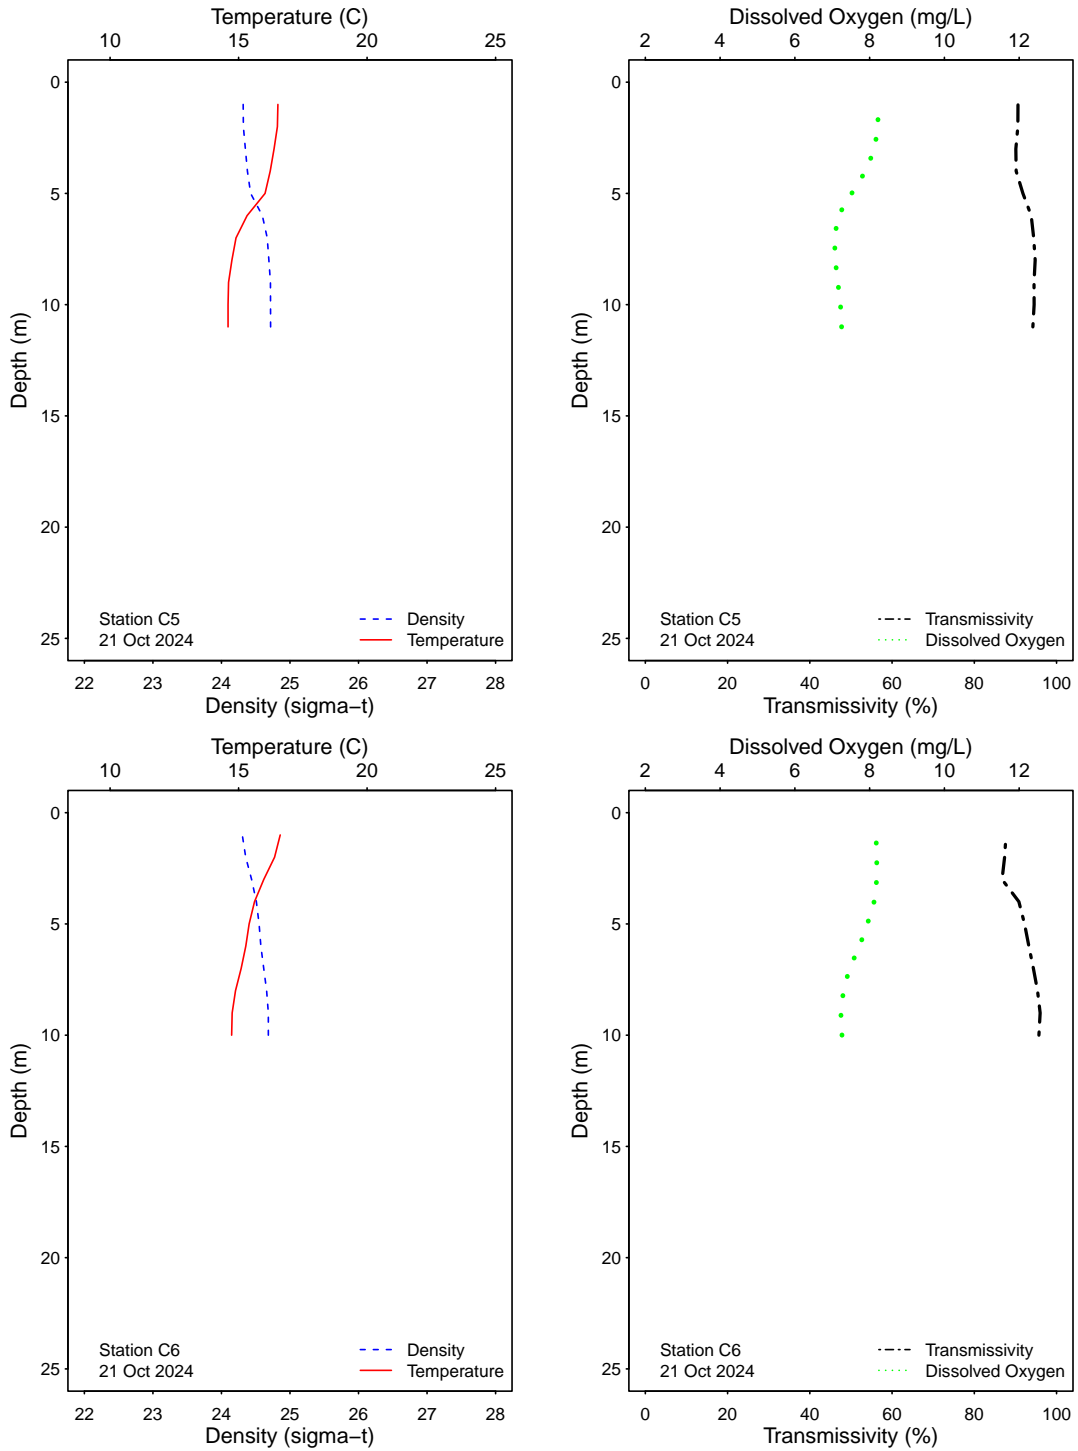 Temperature (C)
10 15 20 25
0
5
10
15
20
25
Depth (m)
Station C5
21 Oct 2024
Density
Temperature
22 23 24 25 26 27 28
Density (sigma−t)
Dissolved Oxygen (mg/L)
2 4 6 8 10 12
0
5
10
15
20
25
Depth (m)
Station C5
21 Oct 2024
Transmissivity
Dissolved Oxygen
0 20 40 60 80 100
Transmissivity (%)
Temperature (C)
10 15 20 25
0
5
10
15
20
25
Depth (m)
Station C6
21 Oct 2024
Density
Temperature
22 23 24 25 26 27 28
Density (sigma−t)
Dissolved Oxygen (mg/L)
2 4 6 8 10 12
0
5
10
15
20
25
Depth (m)
Station C6
21 Oct 2024
Transmissivity
Dissolved Oxygen
0 20 40 60 80 100
Transmissivity (%)